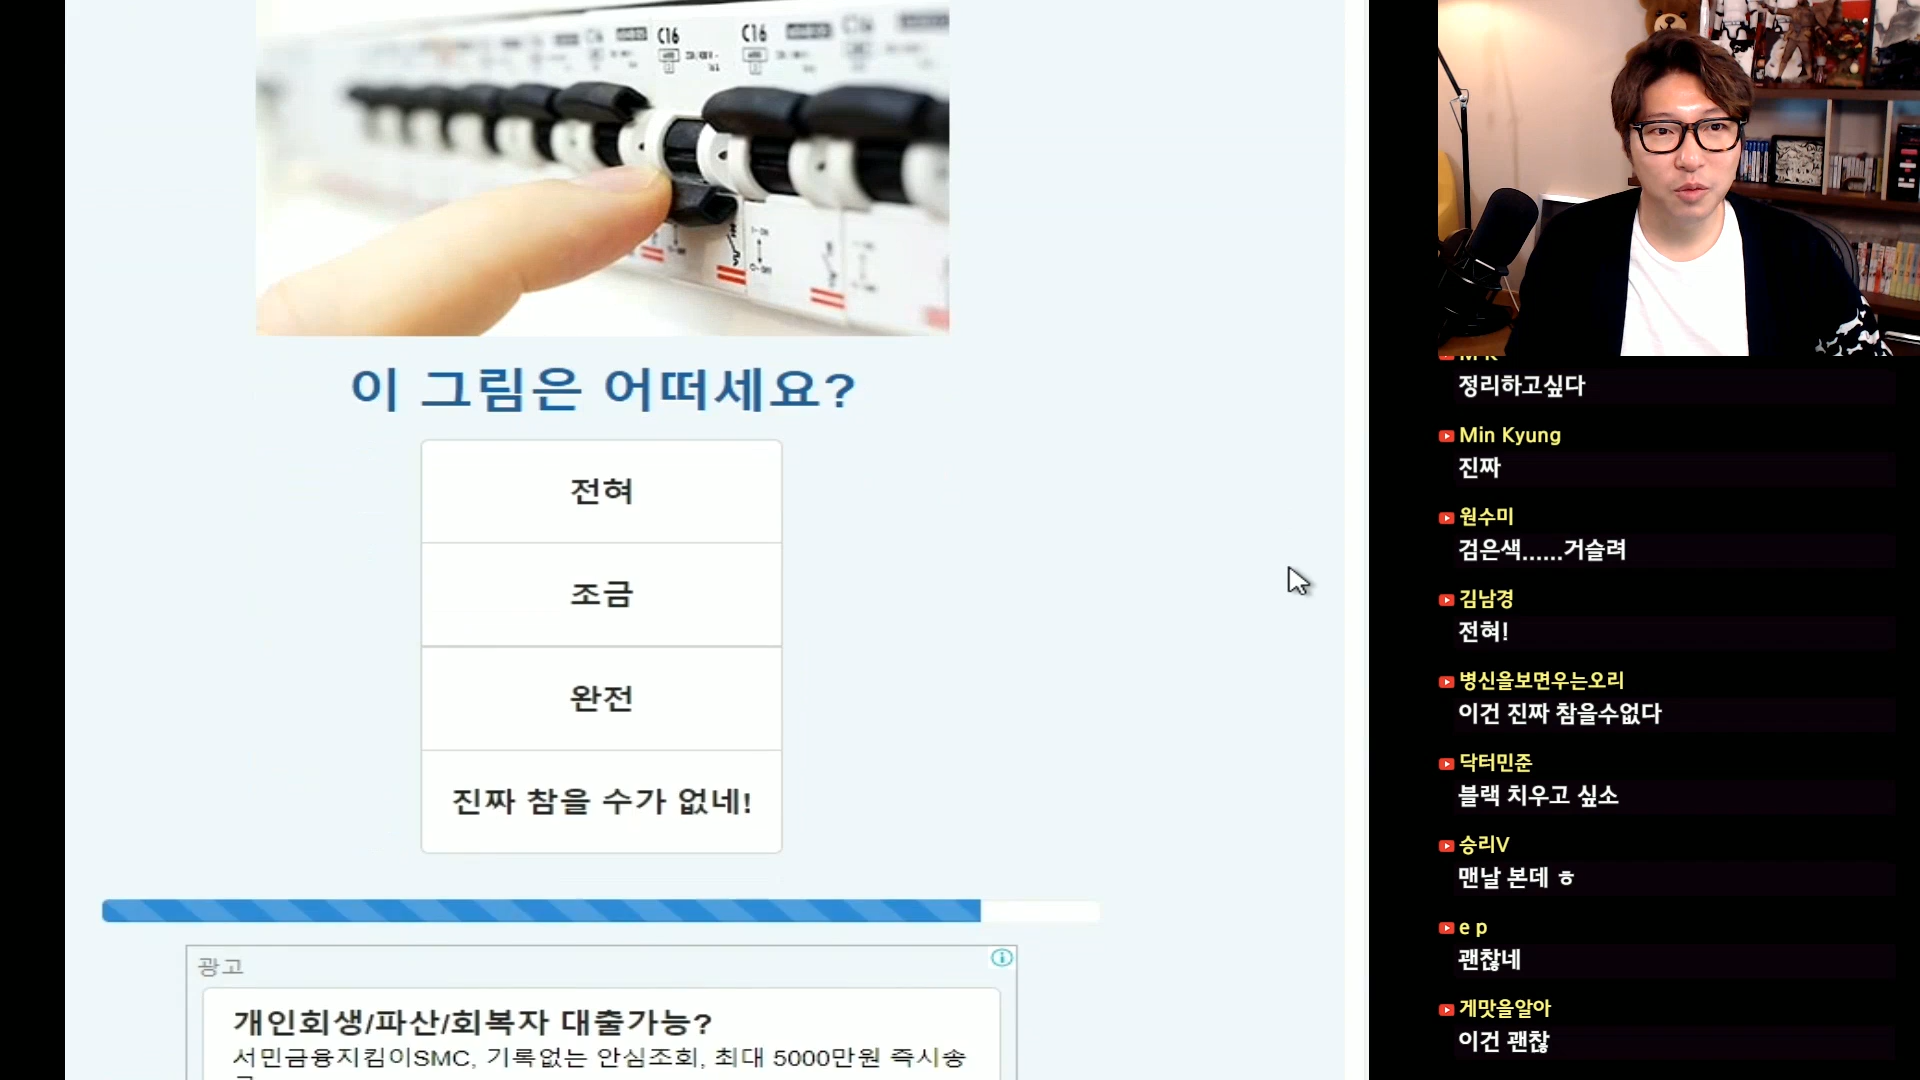 C16
C16
C16
이 그림은 어떠세요?
전혀
조금
완전
진짜 참을 수가 없네!
광고
개인회생/파산/회복자 대출가능?
서민금융지킴이SMC, 기록없는 안심조회, 최대 5000만원 즉시송
정리하고싶다
Min Kyung
진짜
원수미
검은색......거슬려
김남경
전혀!
병신을보면우는오리
이건 진짜 참을수없다
닥터민준
블랙 치우고 싶소
승리V
맨날 본데 ㅎ
e p
괜찮네
게맛을알아
이건 괜찮